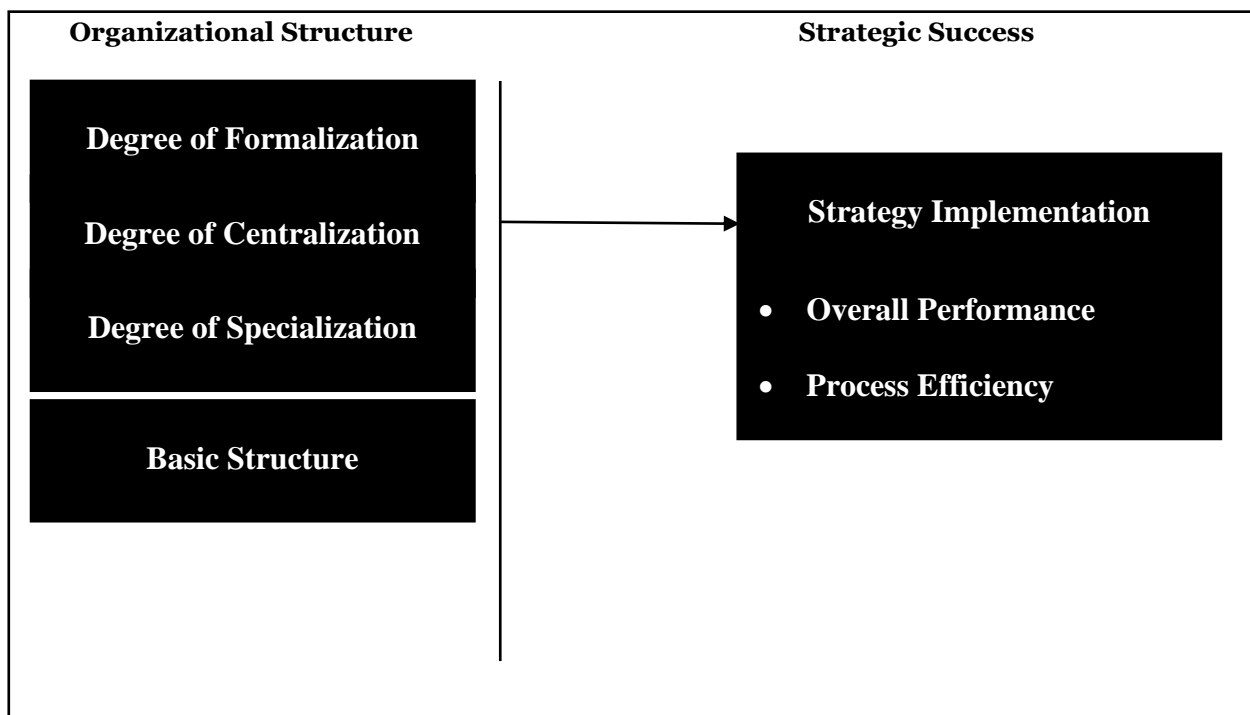 Organizational Structure
Strategic Success
Degree of Formalization
Degree of Centralization
Degree of Specialization
Basic Structure
Strategy Implementation
• Overall Performance
• Process Efficiency